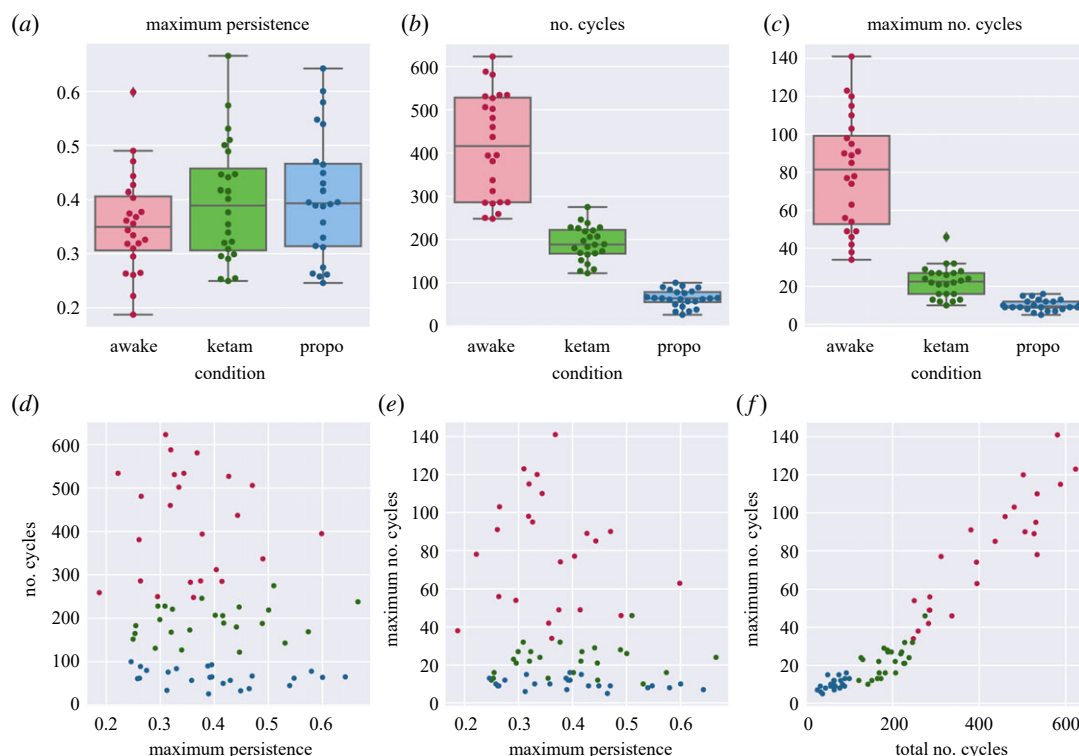 (a) maximum persistence
(b) no. cycles
(c) maximum no. cycles
0.6
0.5
0.4
0.3
0.2
awake ketam propo
condition
600
500
400
300
200
100
0
awake ketam propo
condition
140
120
100
80
60
40
20
0
awake ketam propo
condition
(d)
no. cycles
600
500
400
300
200
100
0
0.2 0.3 0.4 0.5 0.6
maximum persistence
(e)
maximum no. cycles
140
120
100
80
60
40
20
0
0.2 0.3 0.4 0.5 0.6
maximum persistence
(f)
maximum no. cycles
140
120
100
80
60
40
20
0
0 200 400 600
total no. cycles